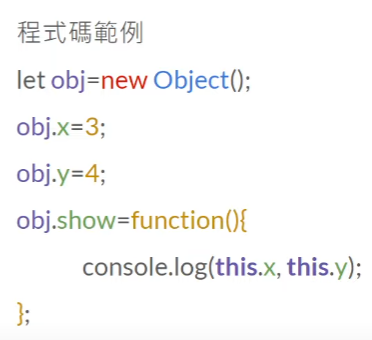 程式碼範例
let obj=new Object();
obj.x=3;
obj.y=4;
obj.show=function(){
console.log(this.x, this.y);
};